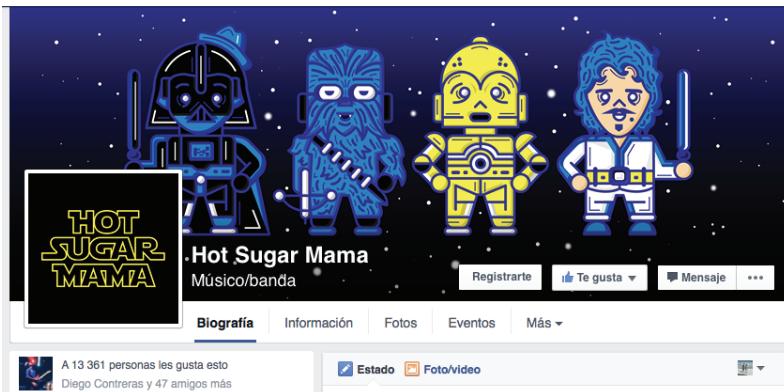 HOT
SUGAR
MAMA
Hot Sugar Mama
Músico/banda
Registrarte
Te gusta
Mensaje
Biografía
Información
Fotos
Eventos
Más
A 13 361 personas les gusta esto
Diego Contreras y 47 amigos más
Estado
Foto/video